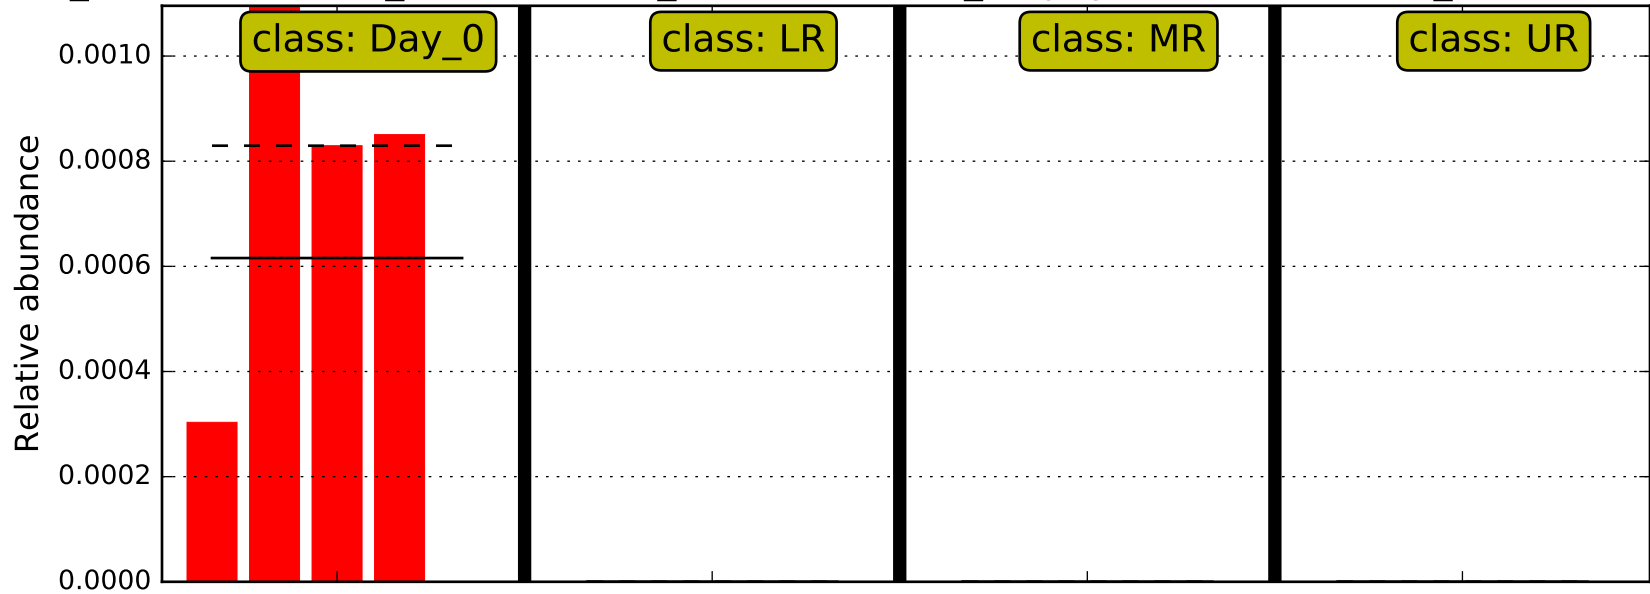 class: Day_0
class: LR
class: MR
class: UR
Relative abundance
0.0010
0.0008
0.0006
0.0004
0.0002
0.0000